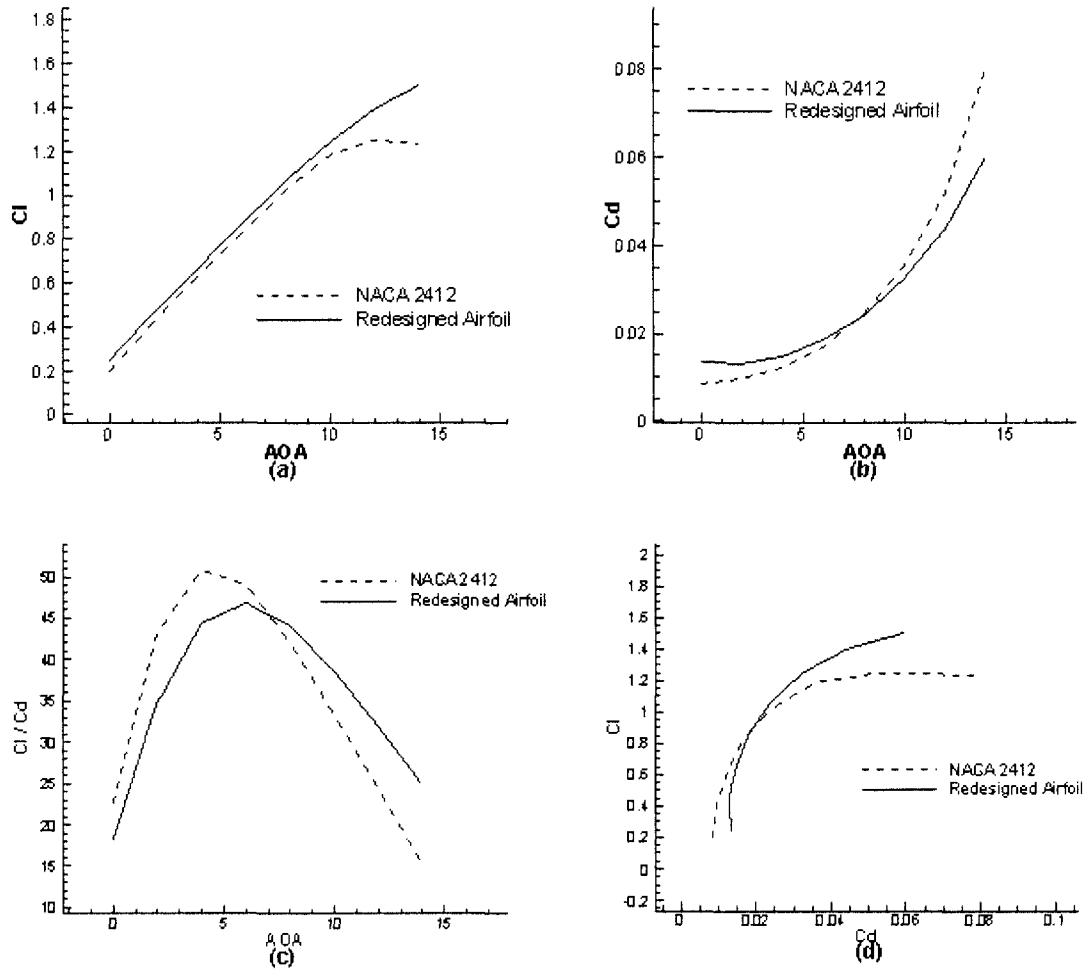 1.8
1.6
1.4
1.2
1
0.8
0.6
0.4
0.2
0
Cl
NACA 2412
Redesigned Airfoil
0
5
10
15
AOA
(a)
0.08
0.06
0.04
0.02
0
Cd
NACA 2412
Redesigned Airfoil
0
5
10
15
AOA
(b)
50
45
40
35
30
25
20
15
10
Cl / Cd
NACA 2412
Redesigned Airfoil
0
5
10
15
AOA
(c)
2
1.8
1.6
1.4
1.2
1
0.8
0.6
0.4
0.2
0
-0.2
Cl
NACA 2412
Redesigned Airfoil
0
0.02
0.04
0.06
0.08
0.1
Cd
(d)